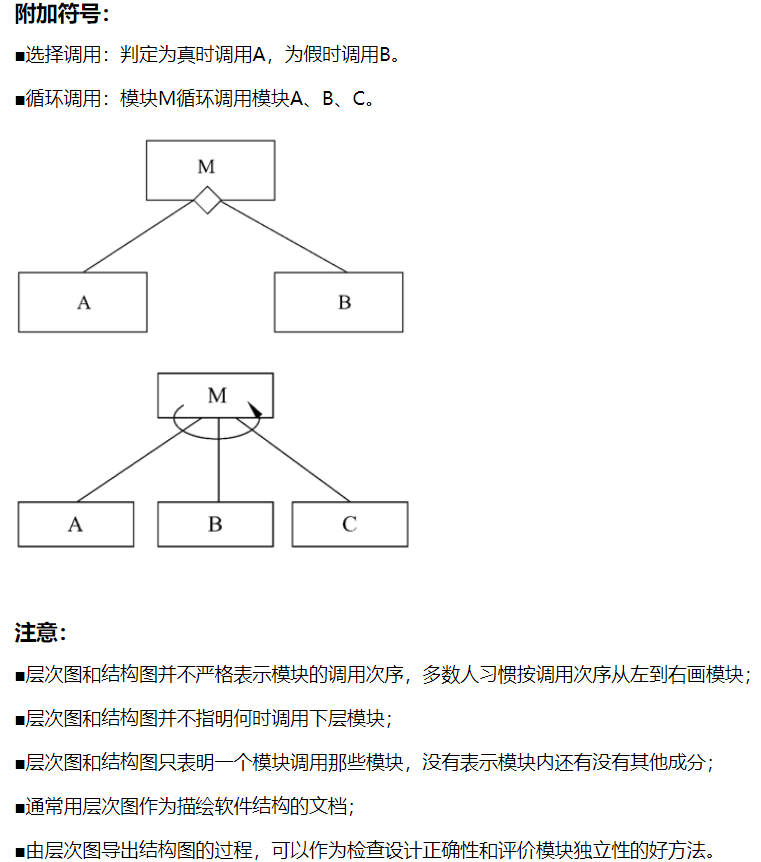 附加符号：
■选择调用：判定为真时调用A，为假时调用B。
■循环调用：模块M循环调用模块A、B、C。
M
A
B
M
A
B
C
注意：
■层次图和结构图并不严格表示模块的调用次序，多数人习惯按调用次序从左到右画模块；
■层次图和结构图并不指明何时调用下层模块；
■层次图和结构图只表明一个模块调用那些模块，没有表示模块内还有没有其他成分；
■通常用层次图作为描绘软件结构的文档；
■由层次图导出结构图的过程，可以作为检查设计正确性和评价模块独立性的好方法。